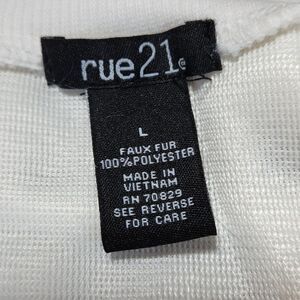 rue21®
L
FAUX FUR
100%POLYESTER
MADE IN
VIETNAM
RN 70829
SEE REVERSE
FOR CARE